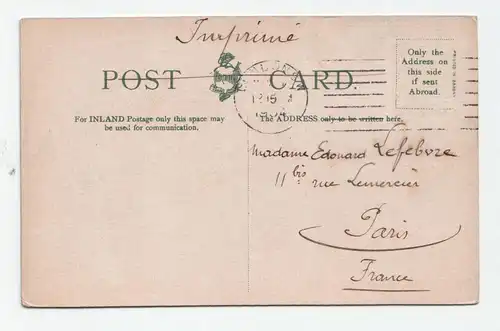 Imprimé
POST CARD.
Only the
Address on
this side
if sent
Abroad.
LONDON
1904
For INLAND Postage only this space may
be used for communication.
The ADDRESS only to be written here.
Madame Edouard Lefebvre
11 bis rue Lemercier
Paris
France